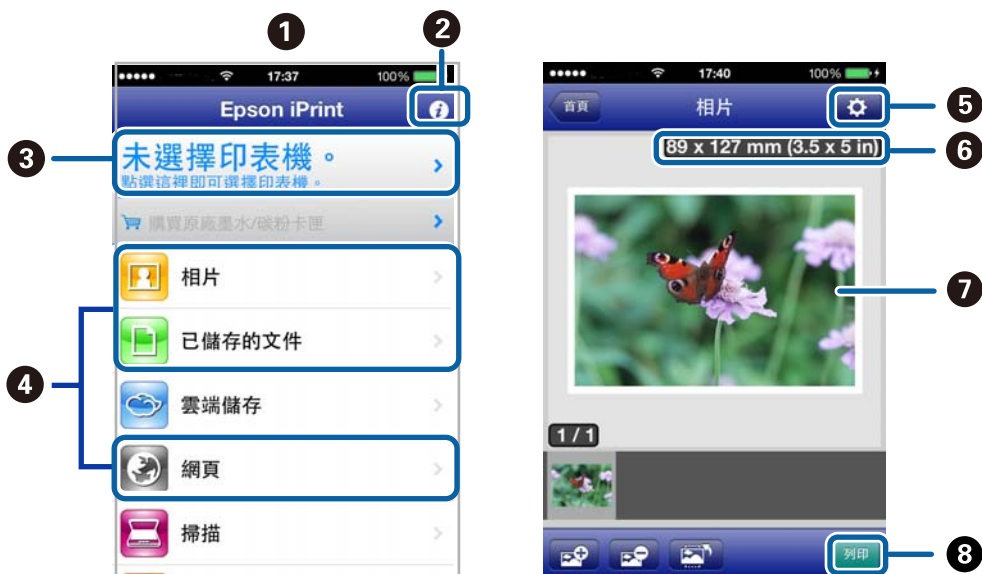 1
2
17:37
100%
Epson iPrint
3
未選擇印表機。
點選這裡即可選擇印表機。
購買原廠墨水/碳粉卡匣
相片
已儲存的文件
4
雲端儲存
網頁
掃描
17:40
100%
首頁
相片
5
89 x 127 mm (3.5 x 5 in)
6
7
1 / 1
列印
8